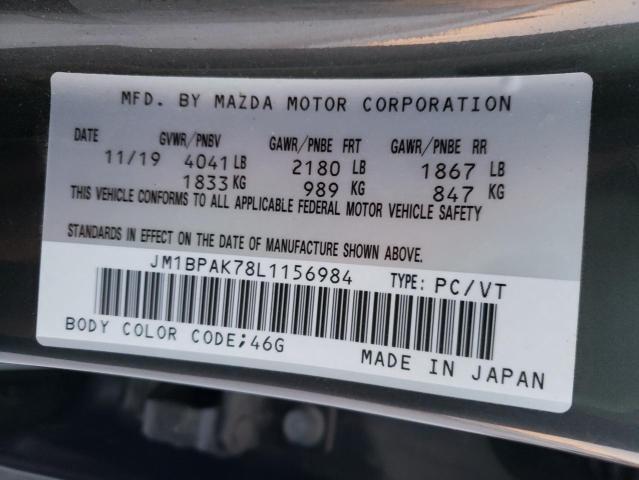 MFD. BY MAZDA MOTOR CORPORATION
DATE GVWR/PNBV GAWR/PNBE FRT GAWR/PNBE RR
11/19 4041 LB 2180 LB 1867 LB
1833 KG 989 KG 847 KG
THIS VEHICLE CONFORMS TO ALL APPLICABLE FEDERAL MOTOR VEHICLE SAFETY
STANDARDS IN EFFECT ON THE DATE OF MANUFACTURE SHOWN ABOVE.
JM1BPAK78L1156984 TYPE: PC/VT
BODY COLOR CODE;46G
MADE IN JAPAN